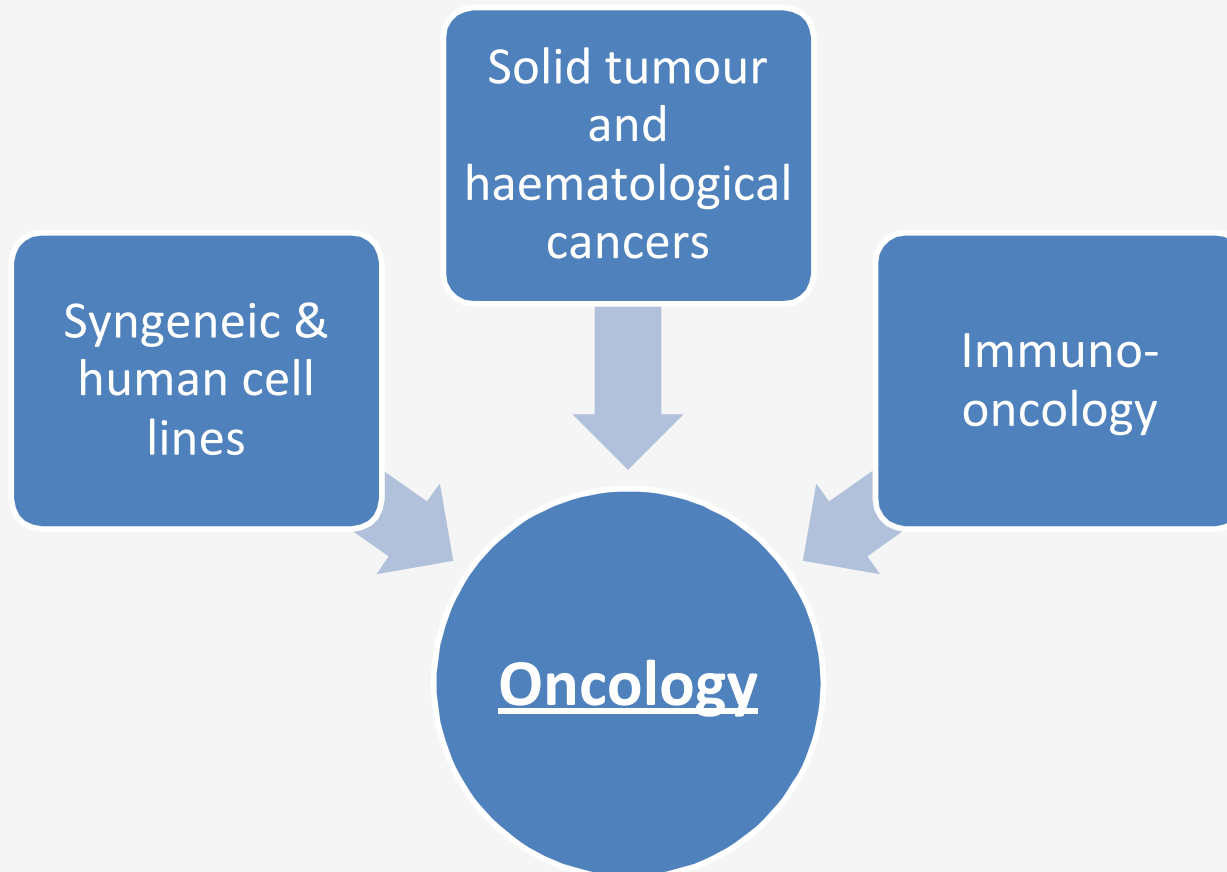 Solid tumour
and
haematological
cancers
Syngeneic &
human cell
lines
Immuno-
oncology
Oncology